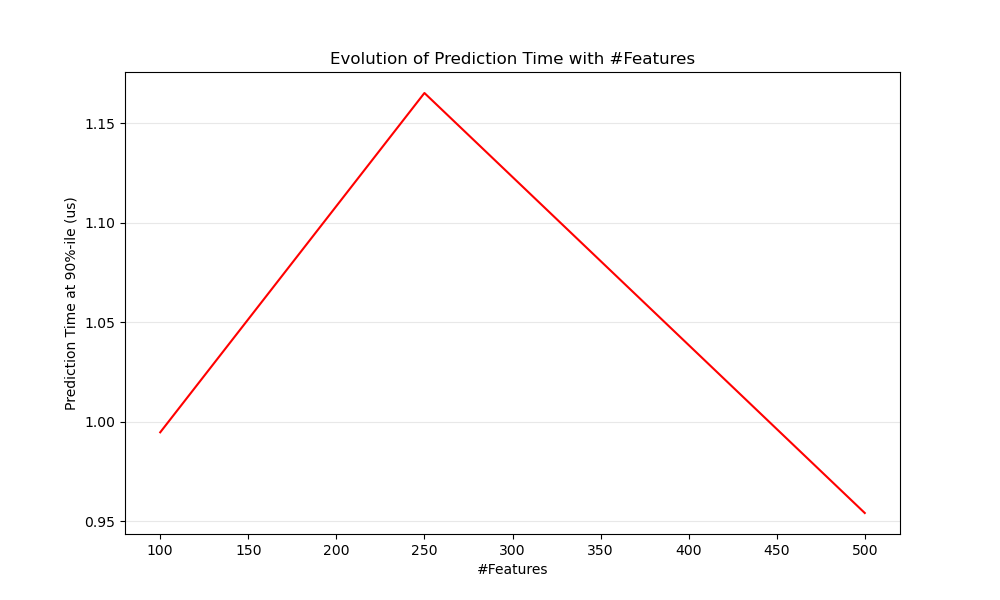 Evolution of Prediction Time with #Features
Prediction Time at 90%-ile (us)
1.15
1.10
1.05
1.00
0.95
100 150 200 250 300 350 400 450 500
#Features